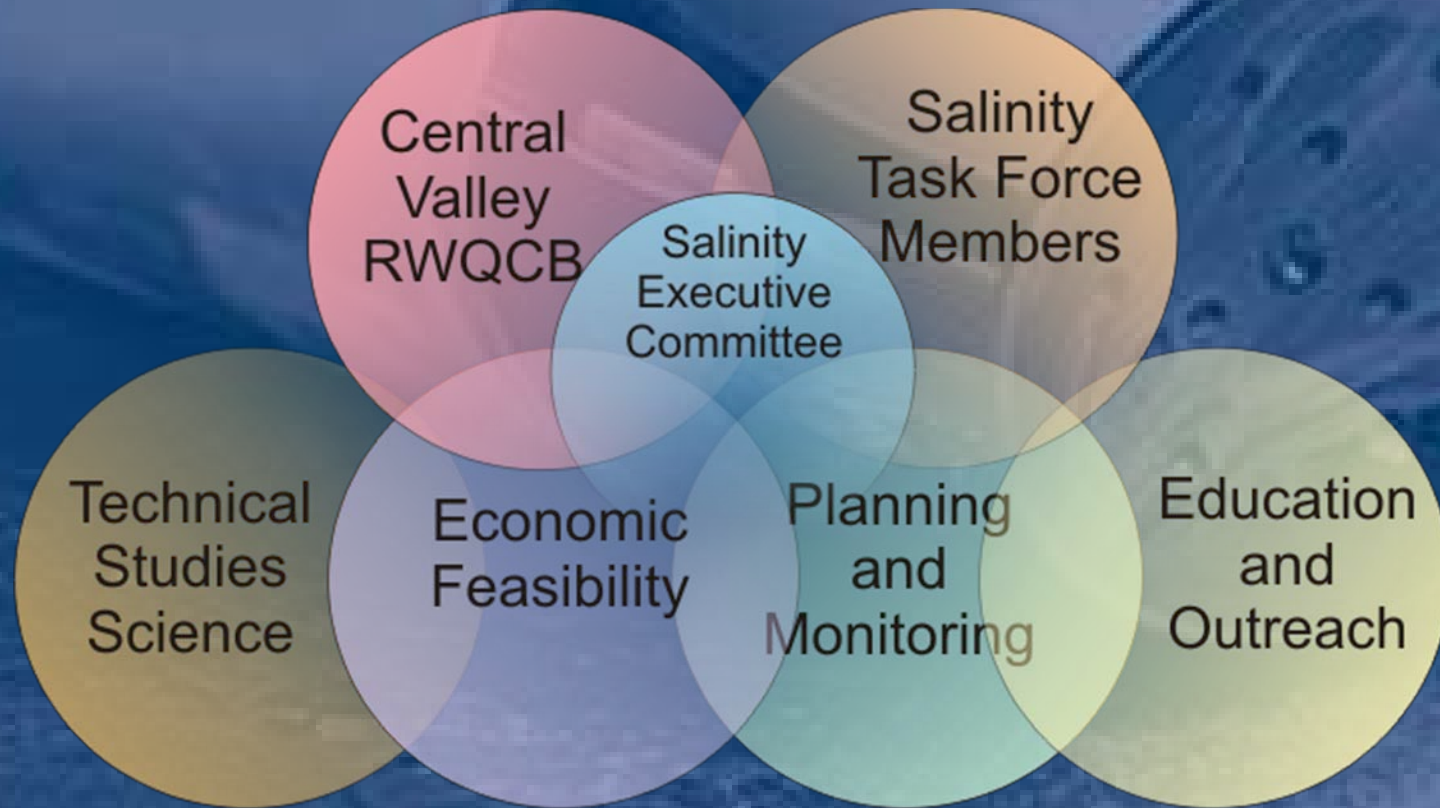 Central
Valley
RWQCB
Salinity
Task Force
Members
Salinity
Executive
Committee
Technical
Studies
Science
Economic
Feasibility
Planning
and
Monitoring
Education
and
Outreach